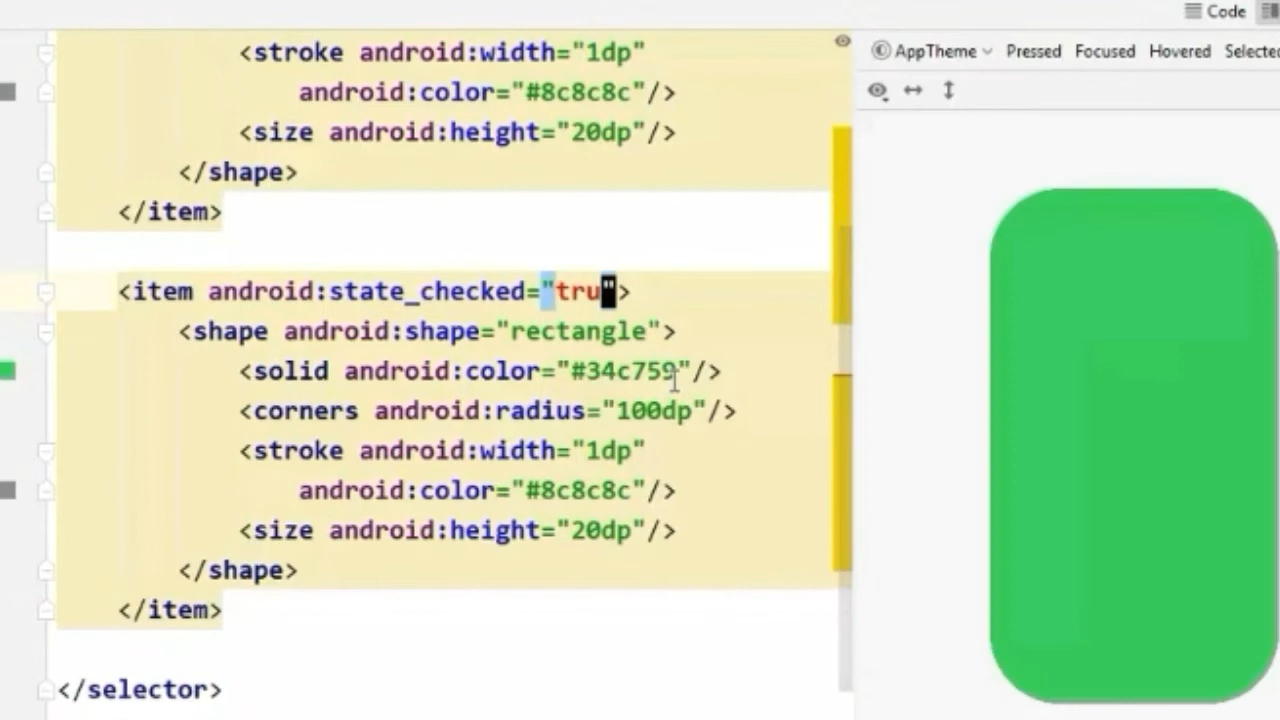 Code
<stroke android:width="1dp"
android:color="#8c8c8c"/>
<size android:height="20dp"/>
</shape>
</item>
<item android:state_checked="tru">
<shape android:shape="rectangle">
<solid android:color="#34c759"/>
<corners android:radius="100dp"/>
<stroke android:width="1dp"
android:color="#8c8c8c"/>
<size android:height="20dp"/>
</shape>
</item>
</selector>
AppTheme Pressed Focused Hovered Selecte